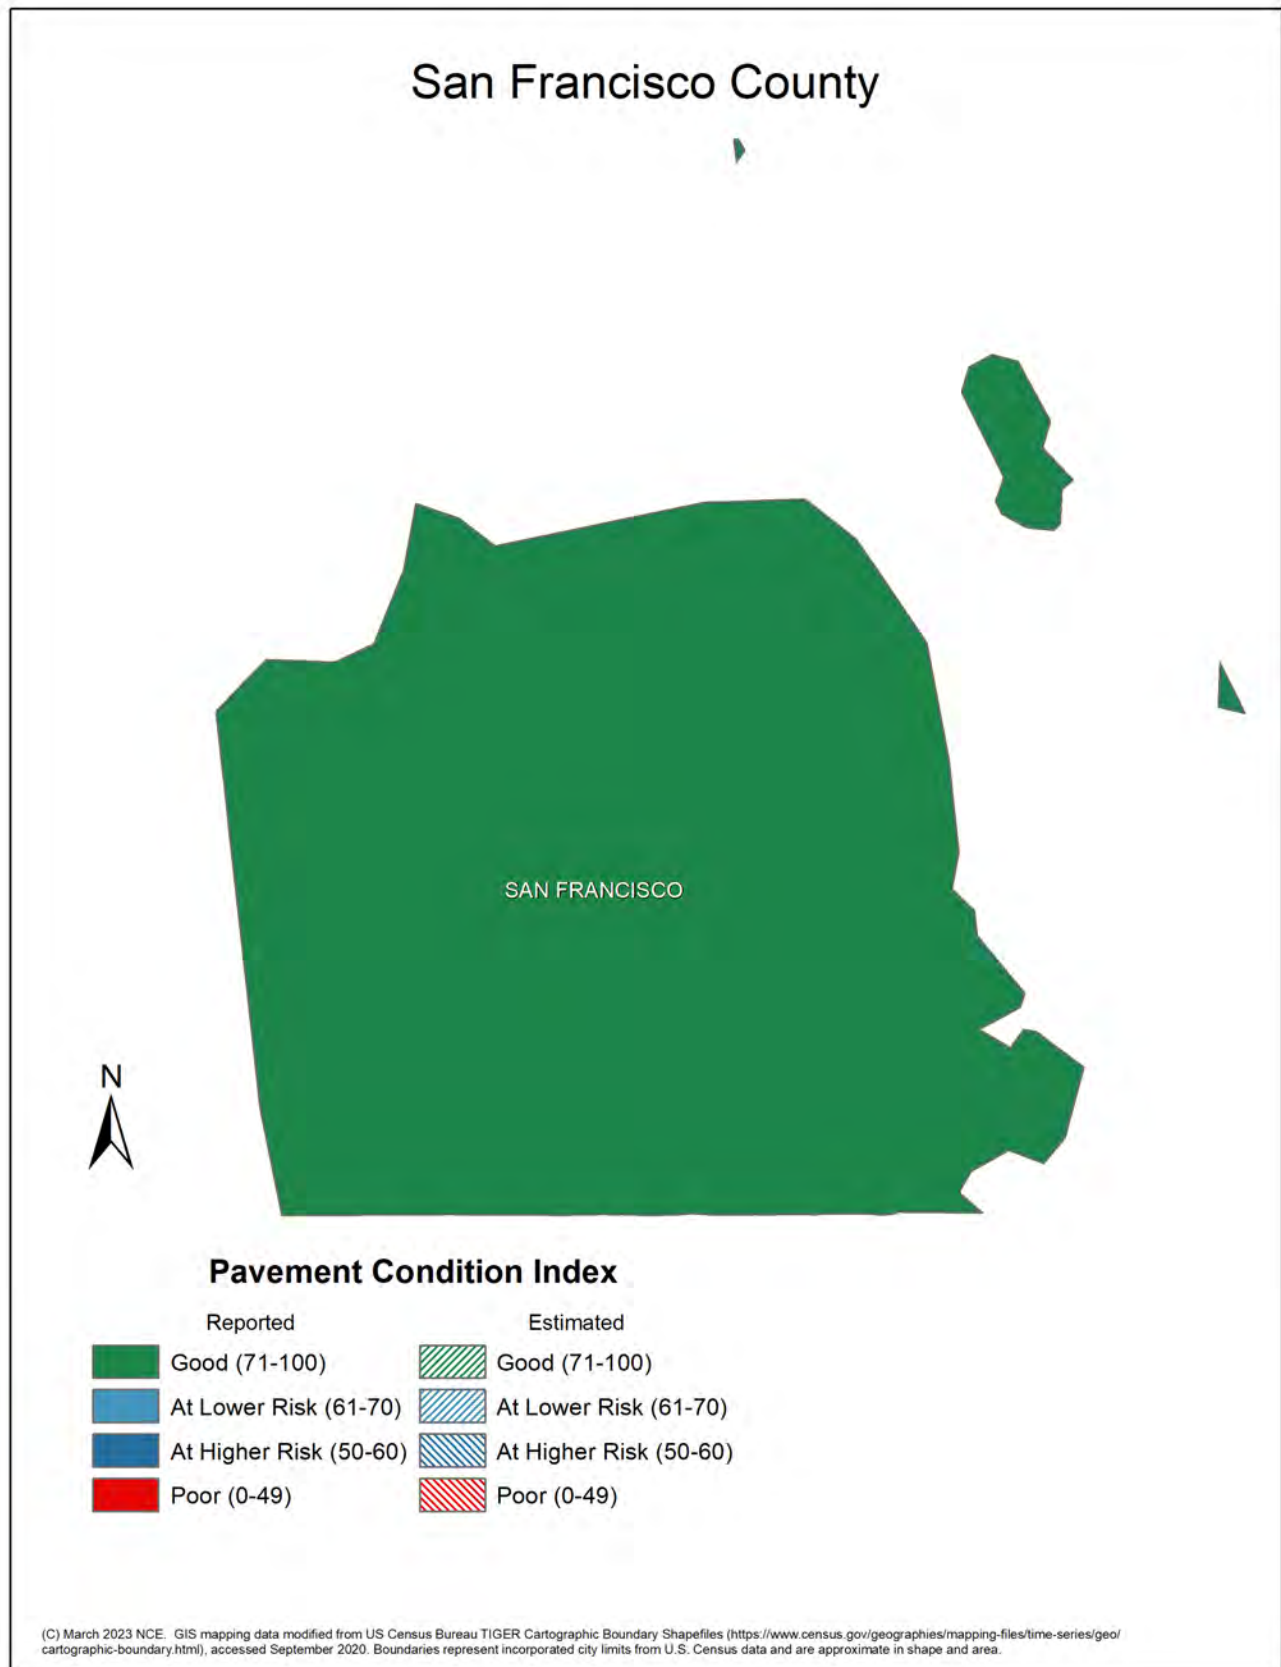 San Francisco County
SAN FRANCISCO
N
Pavement Condition Index
Reported
Estimated
Good (71-100)
Good (71-100)
At Lower Risk (61-70)
At Lower Risk (61-70)
At Higher Risk (50-60)
At Higher Risk (50-60)
Poor (0-49)
Poor (0-49)
(C) March 2023 NCE. GIS mapping data modified from US Census Bureau TIGER Cartographic Boundary Shapefiles (https://www.census.gov/geographies/mapping-files/time-series/geo/
cartographic-boundary.html), accessed September 2020. Boundaries represent incorporated city limits from U.S. Census data and are approximate in shape and area.